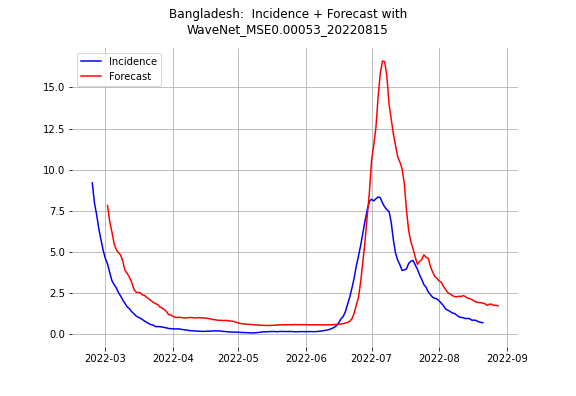 Bangladesh:  Incidence + Forecast with
WaveNet_MSE0.00053_20220815
Incidence
Forecast
15.0
12.5
10.0
7.5
5.0
2.5
0.0
2022-03 2022-04 2022-05 2022-06 2022-07 2022-08 2022-09